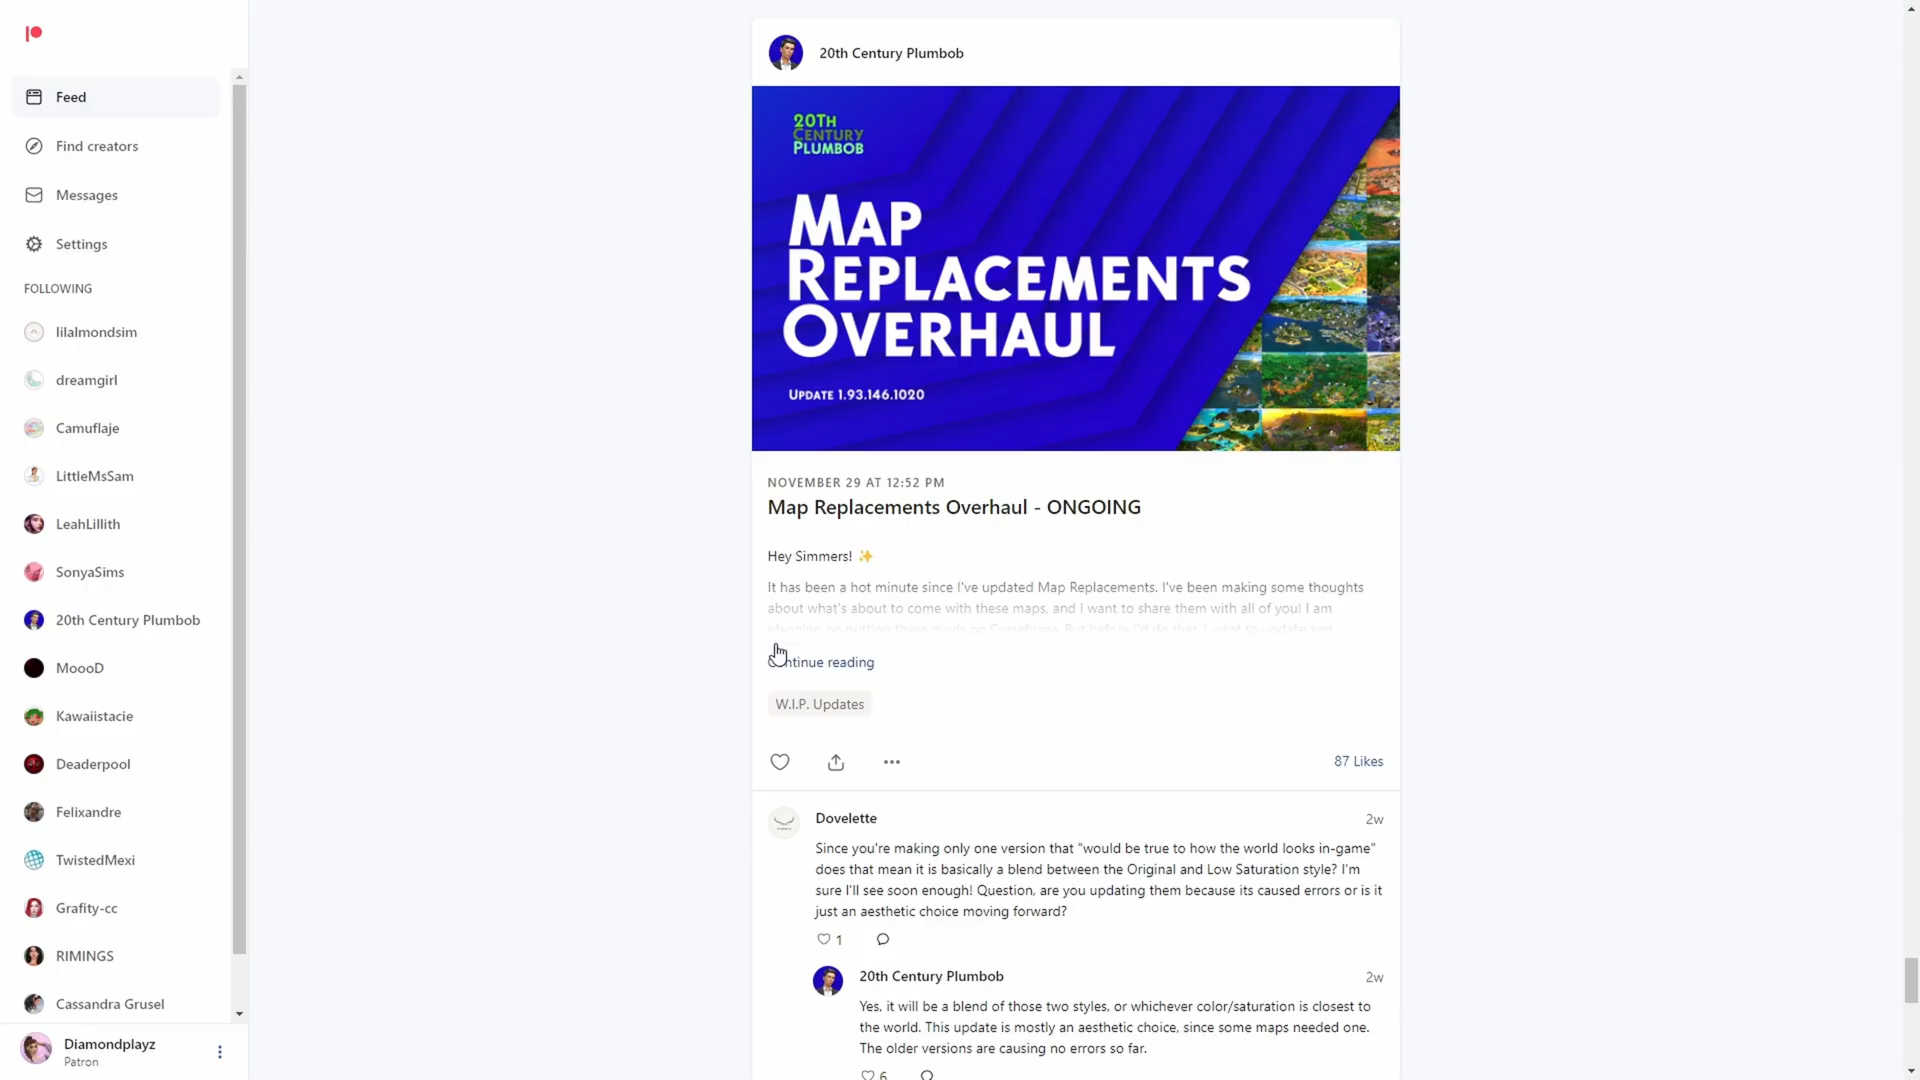 Feed
Find creators
Messages
Settings
FOLLOWING
lilalmondsim
dreamgirl
Camuflaje
LittleMsSam
LeahLillith
SonyaSims
20th Century Plumbob
MoooD
Kawaiistacie
Deaderpool
Felixandre
TwistedMexi
Grafity-cc
RIMINGS
Cassandra Grusel
Diamondplayz
Patron
20th Century Plumbob
20TH
CENTURY
PLUMBOB
MAP
REPLACEMENTS
OVERHAUL
UPDATE 1.93.146.1020
NOVEMBER 29 AT 12:52 PM
Map Replacements Overhaul - ONGOING
Hey Simmers! ✨
It has been a hot minute since I've updated Map Replacements. I've been making some thoughts
about what's about to come with these maps, and I want to share them with all of you! I am
planning on putting these mods on Curseforge. But before I'd do that, I want to update and
Continue reading
W.I.P. Updates
87 Likes
Dovelette
2w
Since you're making only one version that "would be true to how the world looks in-game"
does that mean it is basically a blend between the Original and Low Saturation style? I'm
sure I'll see soon enough! Question, are you updating them because its caused errors or is it
just an aesthetic choice moving forward?
1
20th Century Plumbob
2w
Yes, it will be a blend of those two styles, or whichever color/saturation is closest to
the world. This update is mostly an aesthetic choice, since some maps needed one.
The older versions are causing no errors so far.
6